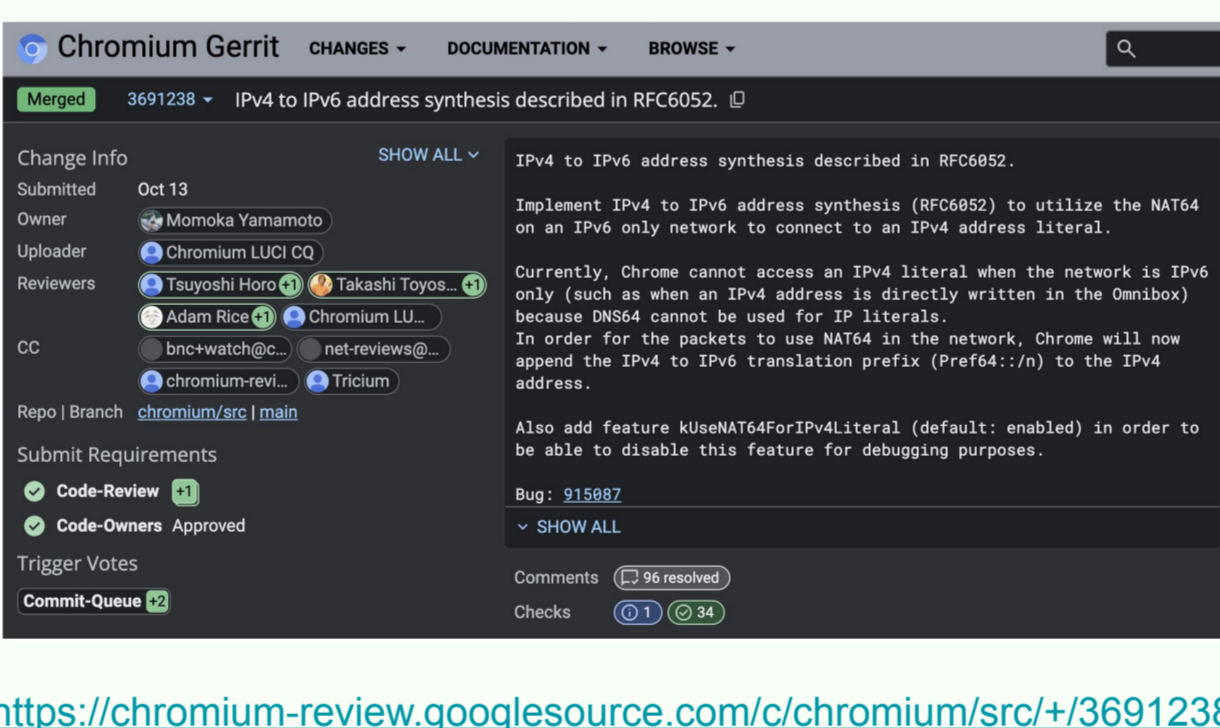 Chromium Gerrit CHANGES DOCUMENTATION BROWSE
Merged 3691238 IPv4 to IPv6 address synthesis described in RFC6052.
Change Info SHOW ALL
Submitted Oct 13
Owner Momoka Yamamoto
Uploader Chromium LUCI CQ
Reviewers Tsuyoshi Horo +1 Takashi Toyos... +1
Adam Rice +1 Chromium LU...
CC bnc+watch@c... net-reviews@...
chromium-revi... Tricium
Repo | Branch chromium/src | main
Submit Requirements
Code-Review +1
Code-Owners Approved
Trigger Votes
Commit-Queue +2
IPv4 to IPv6 address synthesis described in RFC6052.
Implement IPv4 to IPv6 address synthesis (RFC6052) to utilize the NAT64
on an IPv6 only network to connect to an IPv4 address literal.
Currently, Chrome cannot access an IPv4 literal when the network is IPv6
only (such as when an IPv4 address is directly written in the Omnibox)
because DNS64 cannot be used for IP literals.
In order for the packets to use NAT64 in the network, Chrome will now
append the IPv4 to IPv6 translation prefix (Pref64::/n) to the IPv4
address.
Also add feature kUseNAT64ForIPv4Literal (default: enabled) in order to
be able to disable this feature for debugging purposes.
Bug: 915087
SHOW ALL
Comments 96 resolved
Checks 1 34
https://chromium-review.googlesource.com/c/chromium/src/+/3691238